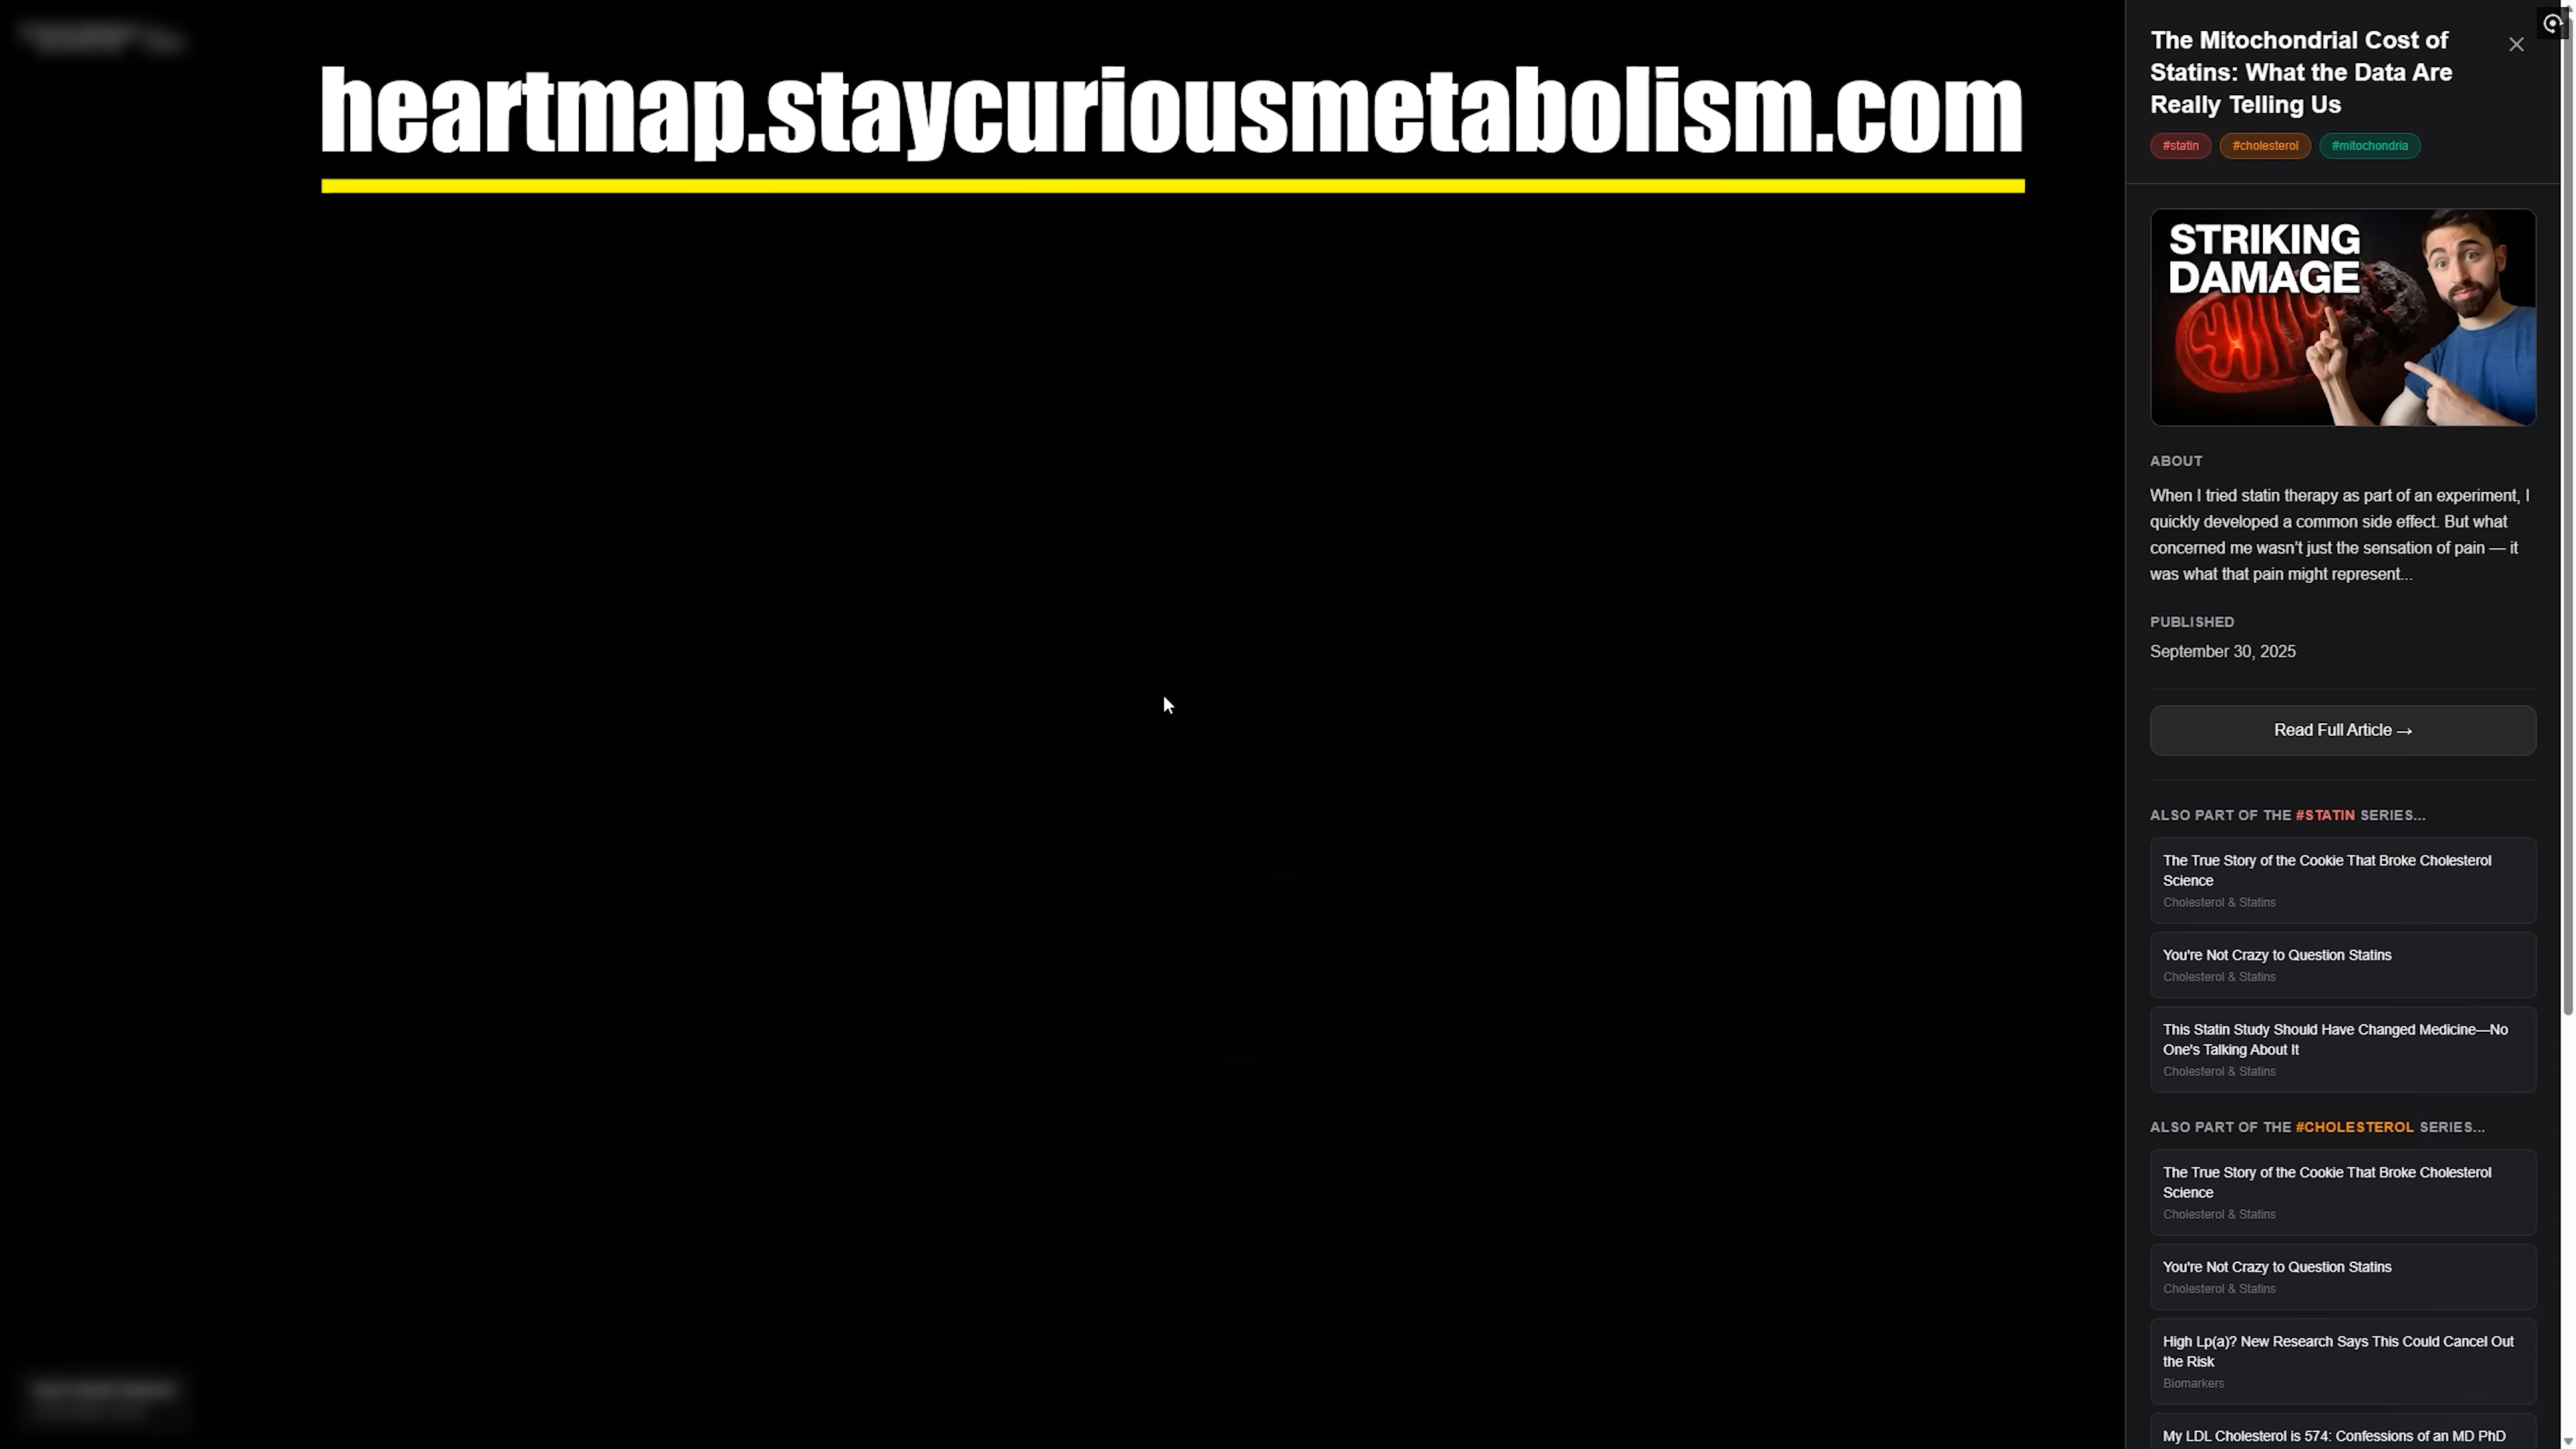 heartmap.staycuriousmetabolism.com
The Mitochondrial Cost of
Statins: What the Data Are
Really Telling Us
#statin #cholesterol #mitochondria
STRIKING
DAMAGE
ABOUT
When I tried statin therapy as part of an experiment, I
quickly developed a common side effect. But what
concerned me wasn't just the sensation of pain — it
was what that pain might represent...
PUBLISHED
September 30, 2025
Read Full Article →
ALSO PART OF THE #STATIN SERIES...
The True Story of the Cookie That Broke Cholesterol
Science
Cholesterol & Statins
You're Not Crazy to Question Statins
Cholesterol & Statins
This Statin Study Should Have Changed Medicine—No
One's Talking About It
Cholesterol & Statins
ALSO PART OF THE #CHOLESTEROL SERIES...
The True Story of the Cookie That Broke Cholesterol
Science
Cholesterol & Statins
You're Not Crazy to Question Statins
Cholesterol & Statins
High Lp(a)? New Research Says This Could Cancel Out
the Risk
Biomarkers
My LDL Cholesterol is 574: Confessions of an MD PhD